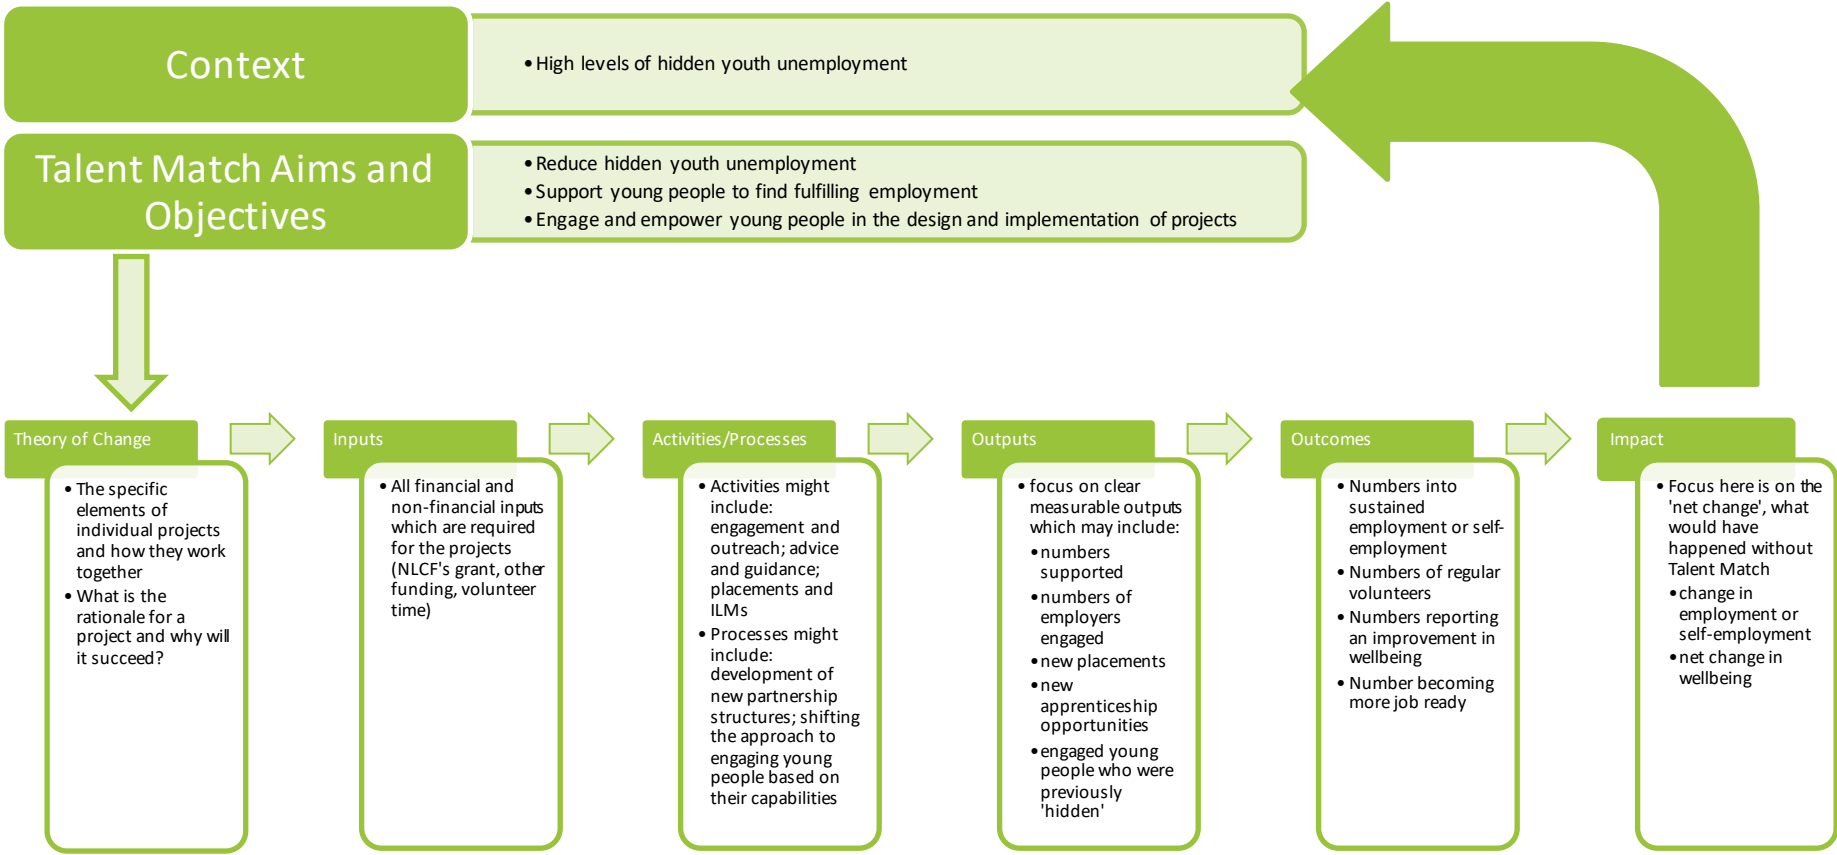 Context
• High levels of hidden youth unemployment
Talent Match Aims and
Objectives
• Reduce hidden youth unemployment
• Support young people to find fulfilling employment
• Engage and empower young people in the design and implementation of projects
Theory of Change
• The specific
elements of
individual projects
and how they work
together
• What is the
rationale for a
project and why will
it succeed?
Inputs
• All financial and
non-financial inputs
which are required
for the projects
(NLCF's grant, other
funding, volunteer
time)
Activities/Processes
• Activities might
include:
engagement and
outreach; advice
and guidance;
placements and
ILMs
• Processes might
include:
development of
new partnership
structures; shifting
the approach to
engaging young
people based on
their capabilities
Outputs
• focus on clear
measurable outputs
which may include:
• numbers
supported
• numbers of
employers
engaged
• new placements
• new
apprenticeship
opportunities
• engaged young
people who were
previously
'hidden'
Outcomes
• Numbers into
sustained
employment or self-
employment
• Numbers of regular
volunteers
• Numbers reporting
an improvement in
wellbeing
• Number becoming
more job ready
Impact
• Focus here is on the
'net change', what
would have
happened without
Talent Match
• change in
employment or
self-employment
• net change in
wellbeing